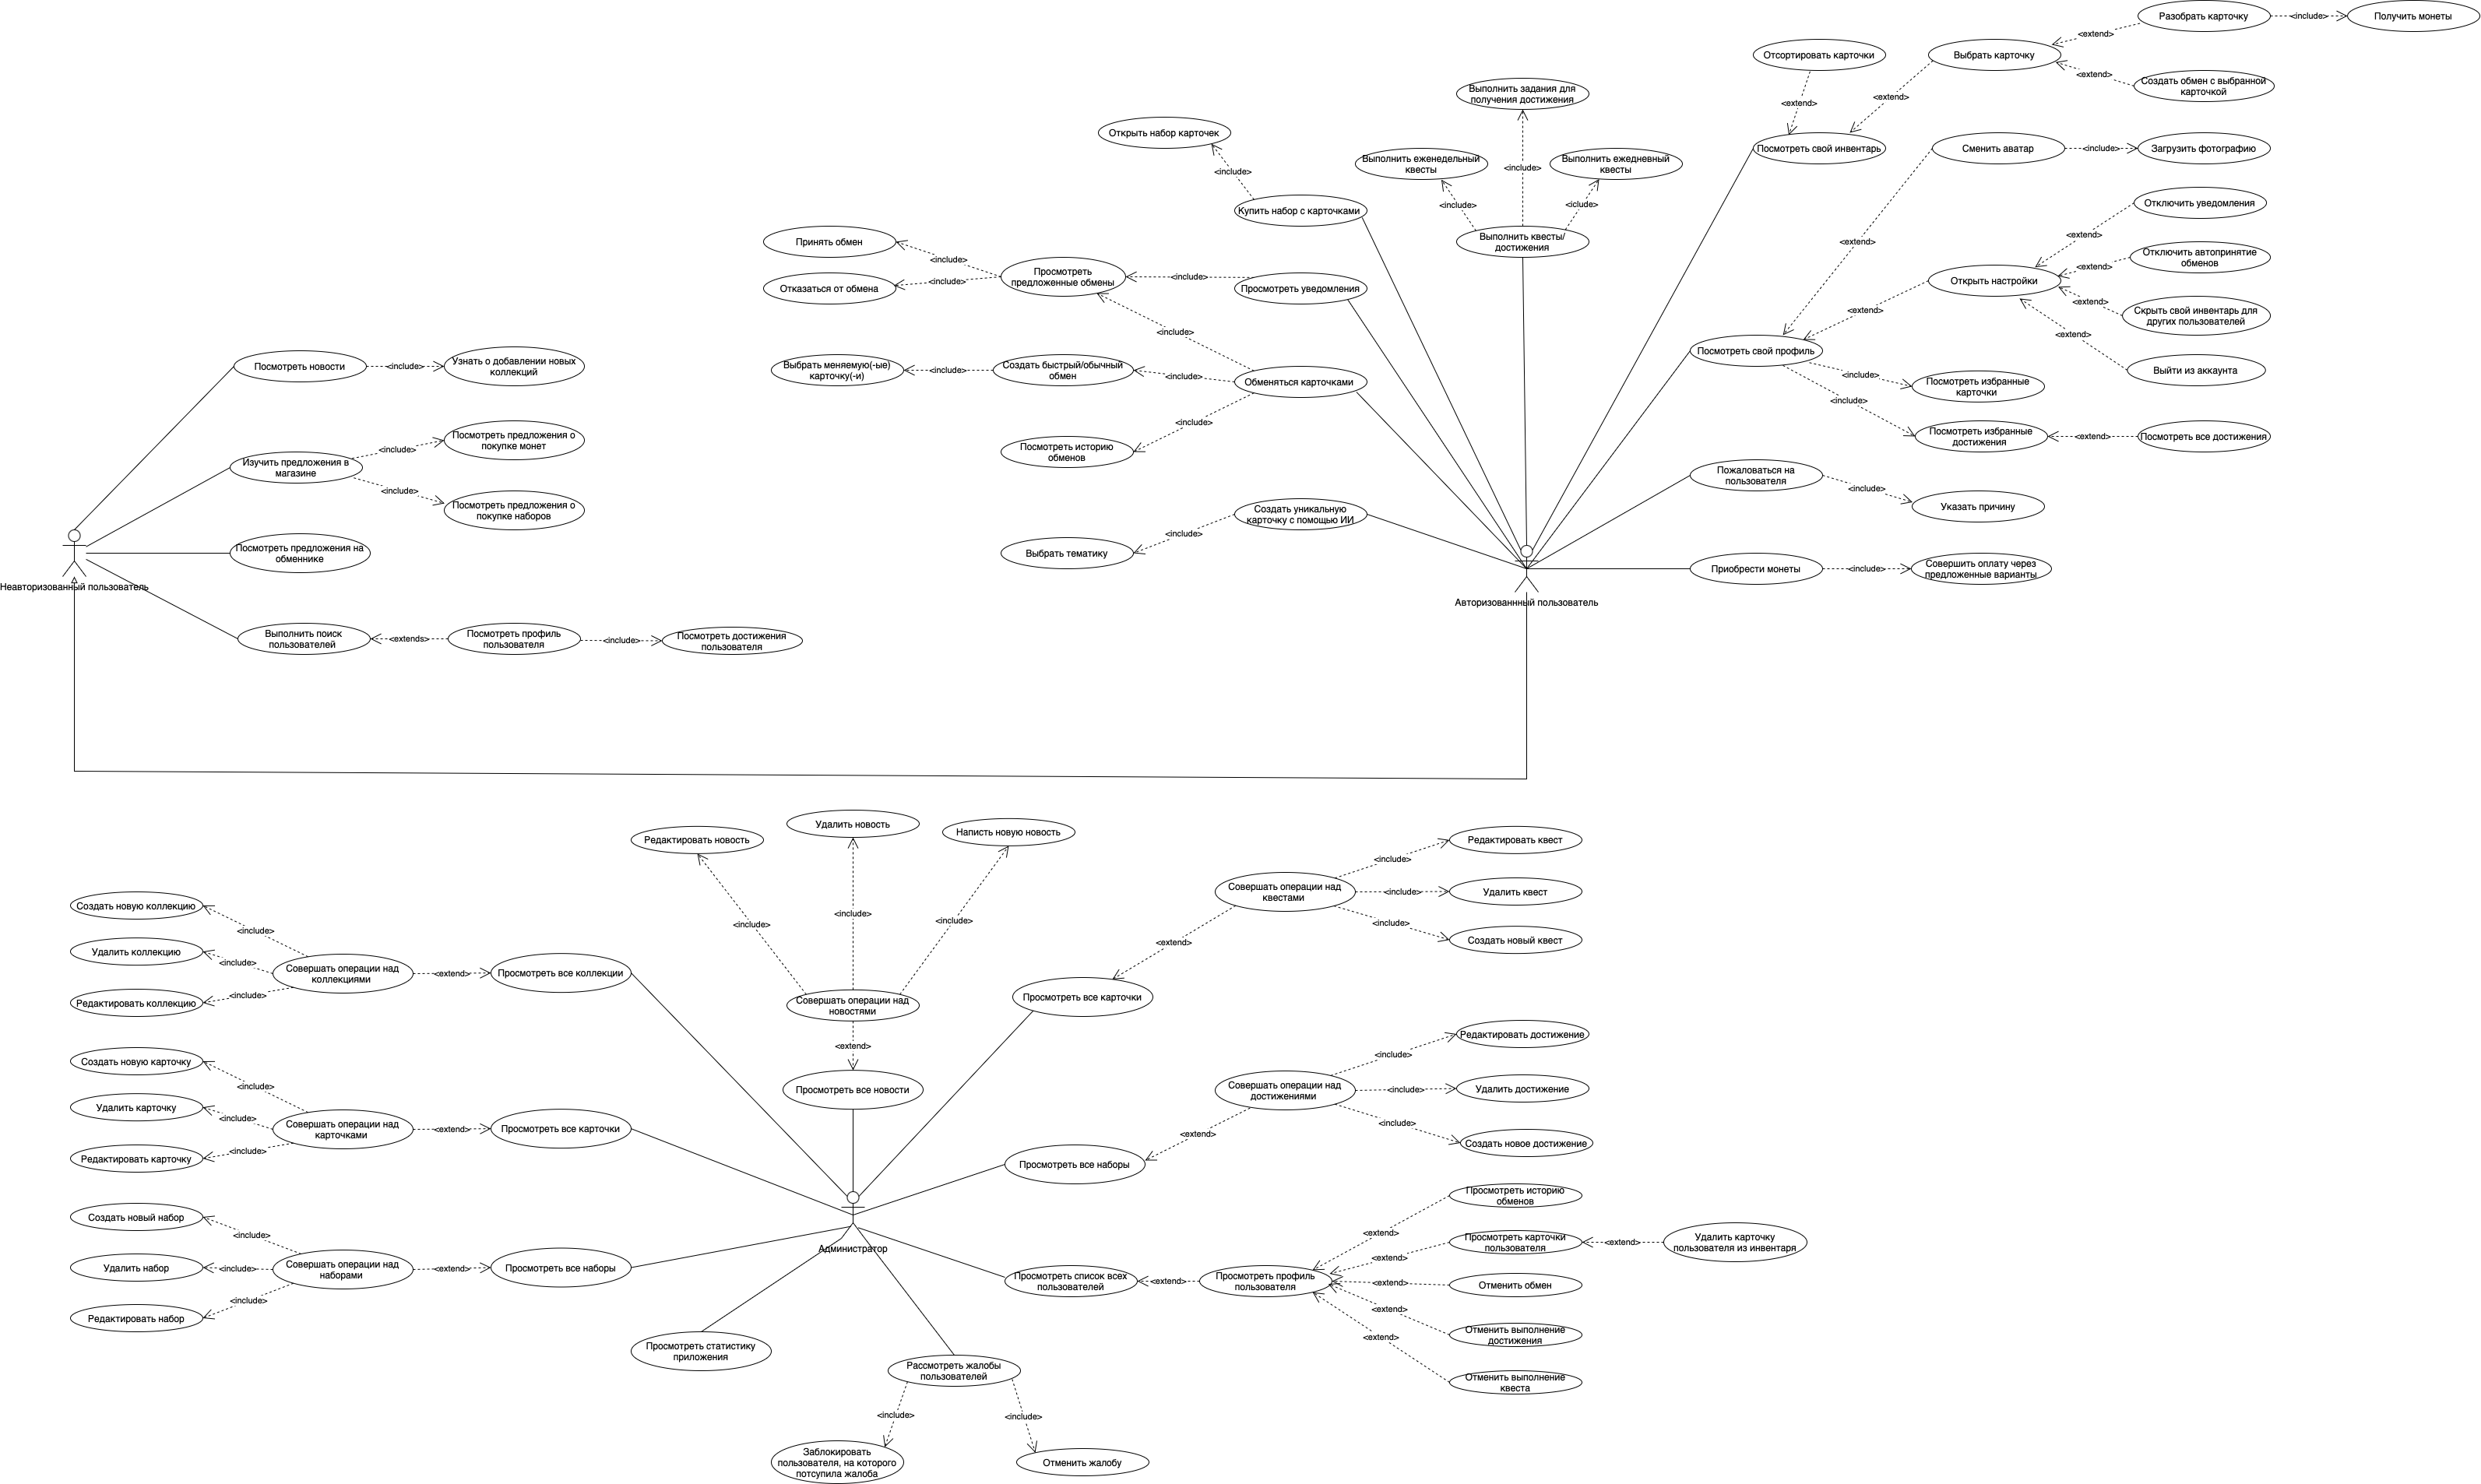 Разобрать карточку
<include>
Получить монеты
<extend>
Отсортировать карточки
Выбрать карточку
<extend>
Создать обмен с выбранной
карточкой
<extend>
<extend>
Посмотреть свой инвентарь
Выполнить задания для
получения достижения
Открыть набор карточек
<include>
Выполнить еженедельный
квесты
<include>
Выполнить ежедневный
квесты
<include>
<iclude>
Купить набор с карточками
Выполнить квесты/
достижения
Сменить аватар
<include>
Загрузить фотографию
<extend>
Отключить уведомления
<extend>
Отключить автопринятие
обменов
<extend>
Открыть настройки
<extend>
Скрыть свой инвентарь для
других пользователей
<extend>
<extend>
Выйти из аккаунта
Посмотреть свой профиль
<include>
Посмотреть избранные
карточки
<include>
Посмотреть избранные
достижения
<extend>
Посмотреть все достижения
Принять обмен
<include>
Отказаться от обмена
<include>
Просмотреть
предложенные обмены
<include>
Просмотреть уведомления
<include>
Выбрать меняемую(-ые)
карточку(-и)
<include>
Создать быстрый/обычный
обмен
<include>
Обменяться карточками
<include>
Посмотреть историю
обменов
Создать уникальную
карточку с помощью ИИ
<include>
Выбрать тематику
Пожаловаться на
пользователя
<include>
Указать причину
Приобрести монеты
<include>
Совершить оплату через
предложенные варианты
Авторизованнный пользователь
Посмотреть новости
<include>
Узнать о добавлении новых
коллекций
Посмотреть предложения о
покупке монет
<include>
Изучить предложения в
магазине
<include>
Посмотреть предложения о
покупке наборов
Посмотреть предложения на
обменнике
Неавторизованный пользователь
Выполнить поиск
пользователей
<extends>
Посмотреть профиль
пользователя
<include>
Посмотреть достижения
пользователя
Редактировать новость
Удалить новость
Написть новую новость
<include>
<include>
<include>
Совершать операции над
новостями
<extend>
Просмотреть все новости
Создать новую коллекцию
<include>
Удалить коллекцию
<include>
Редактировать коллекцию
<include>
Совершать операции над
коллекциями
<extend>
Просмотреть все коллекции
Создать новую карточку
<include>
Удалить карточку
<include>
Редактировать карточку
<include>
Совершать операции над
карточками
<extend>
Просмотреть все карточки
Создать новый набор
<include>
Удалить набор
<include>
Редактировать набор
<include>
Совершать операции над
наборами
<extend>
Просмотреть все наборы
Администратор
Просмотреть статистику
приложения
Рассмотреть жалобы
пользователей
<include>
<include>
Заблокировать
пользователя, на которого
потсупила жалоба
Отменить жалобу
Редактировать квест
<include>
Совершать операции над
квестами
<include>
Удалить квест
<include>
Создать новый квест
<extend>
Просмотреть все карточки
Редактировать достижение
<include>
Совершать операции над
достижениями
<include>
Удалить достижение
<include>
Создать новое достижение
<extend>
Просмотреть все наборы
Просмотреть историю
обменов
<extend>
Просмотреть карточки
пользователя
<extend>
Удалить карточку
пользователя из инвентаря
<extend>
Просмотреть список всех
пользователей
<extend>
Просмотреть профиль
пользователя
<extend>
Отменить обмен
<extend>
Отменить выполнение
достижения
<extend>
Отменить выполнение
квеста